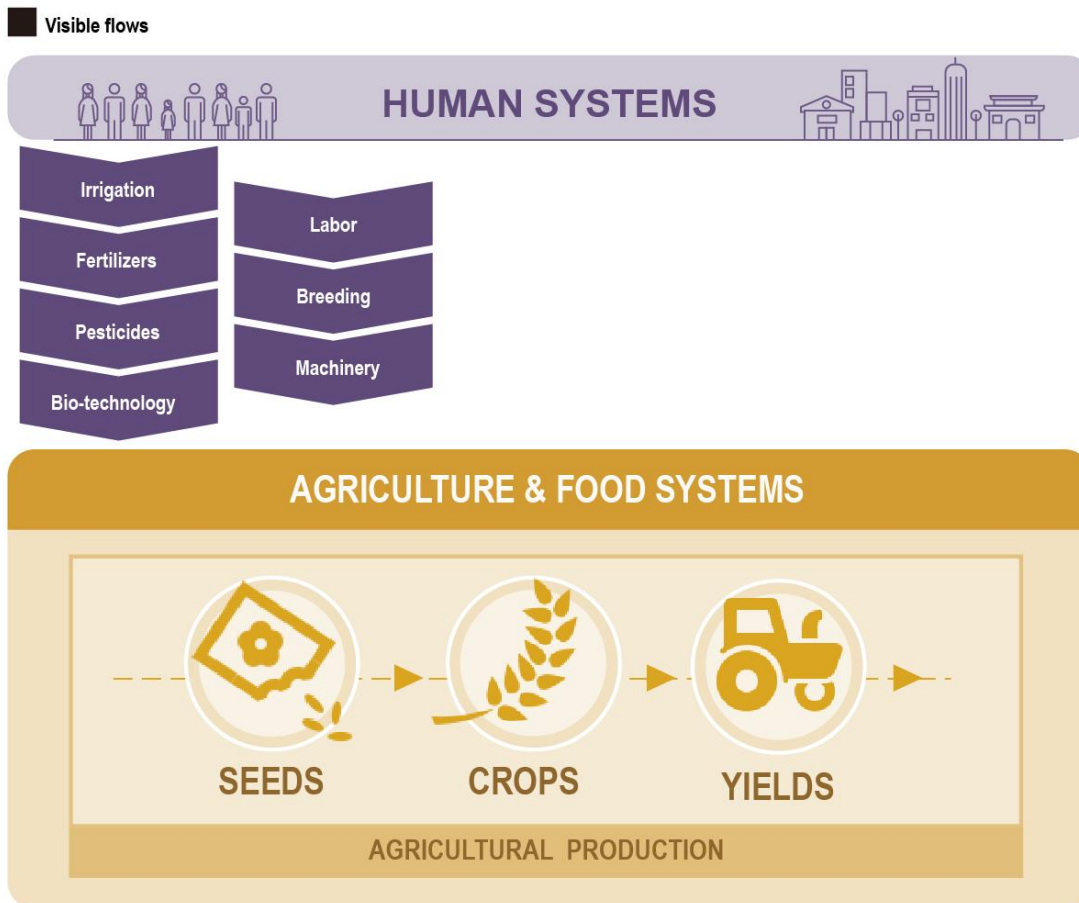 Visible flows
HUMAN SYSTEMS
Irrigation
Fertilizers
Pesticides
Bio-technology
Labor
Breeding
Machinery
AGRICULTURE & FOOD SYSTEMS
SEEDS
CROPS
YIELDS
AGRICULTURAL PRODUCTION